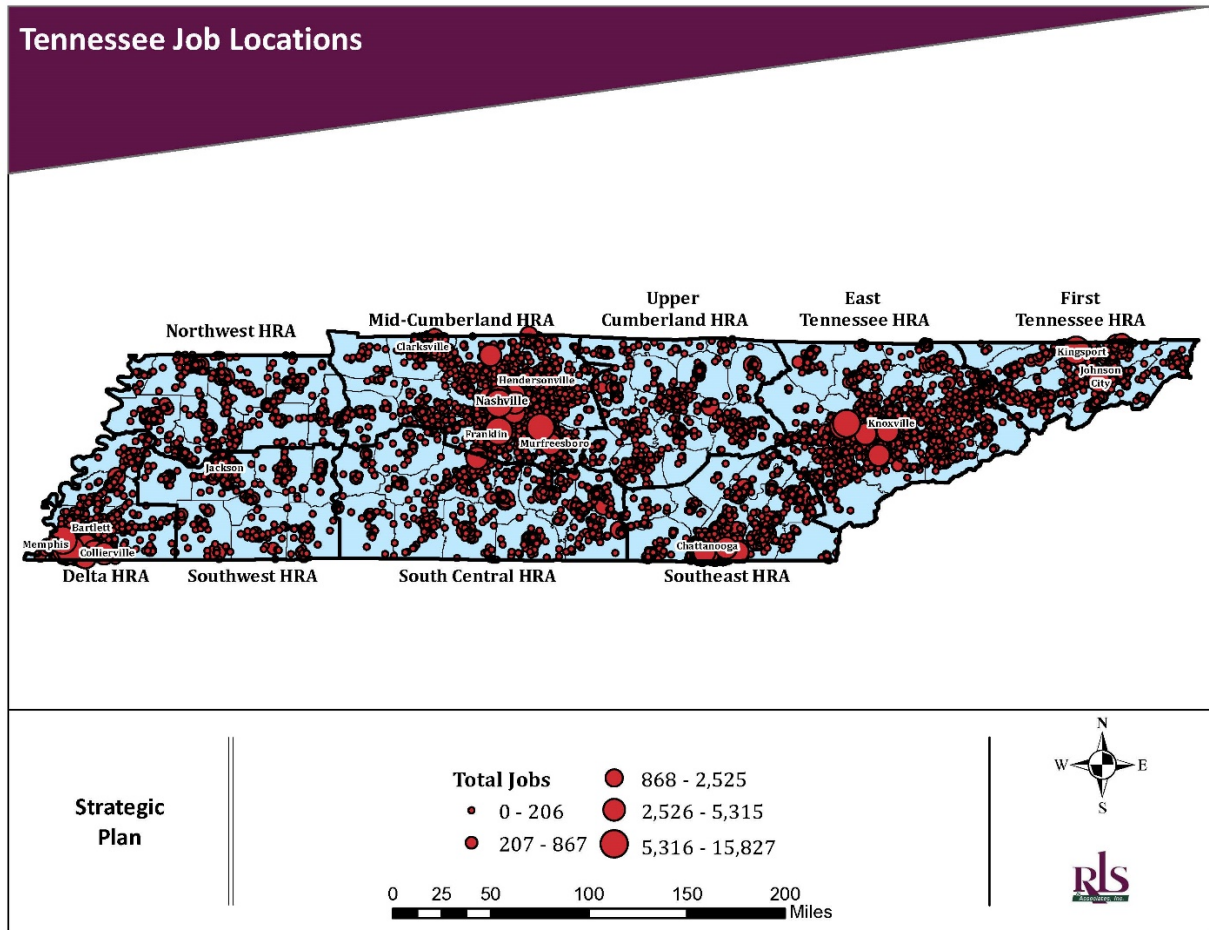 Tennessee Job Locations
Northwest HRA
Mid-Cumberland HRA
Upper
Cumberland HRA
East
Tennessee HRA
First
Tennessee HRA
Clarksville
Hendersonville
Nashville
Franklin
Murfreesboro
Knoxville
Kingsport
Johnson
City
Jackson
Bartlett
Memphis
Collierville
Chattanooga
Delta HRA
Southwest HRA
South Central HRA
Southeast HRA
Strategic
Plan
Total Jobs
0 - 206
207 - 867
868 - 2,525
2,526 - 5,315
5,316 - 15,827
0 25 50 100 150 200
Miles
N
W E
S
RLS
& Associates, Inc.